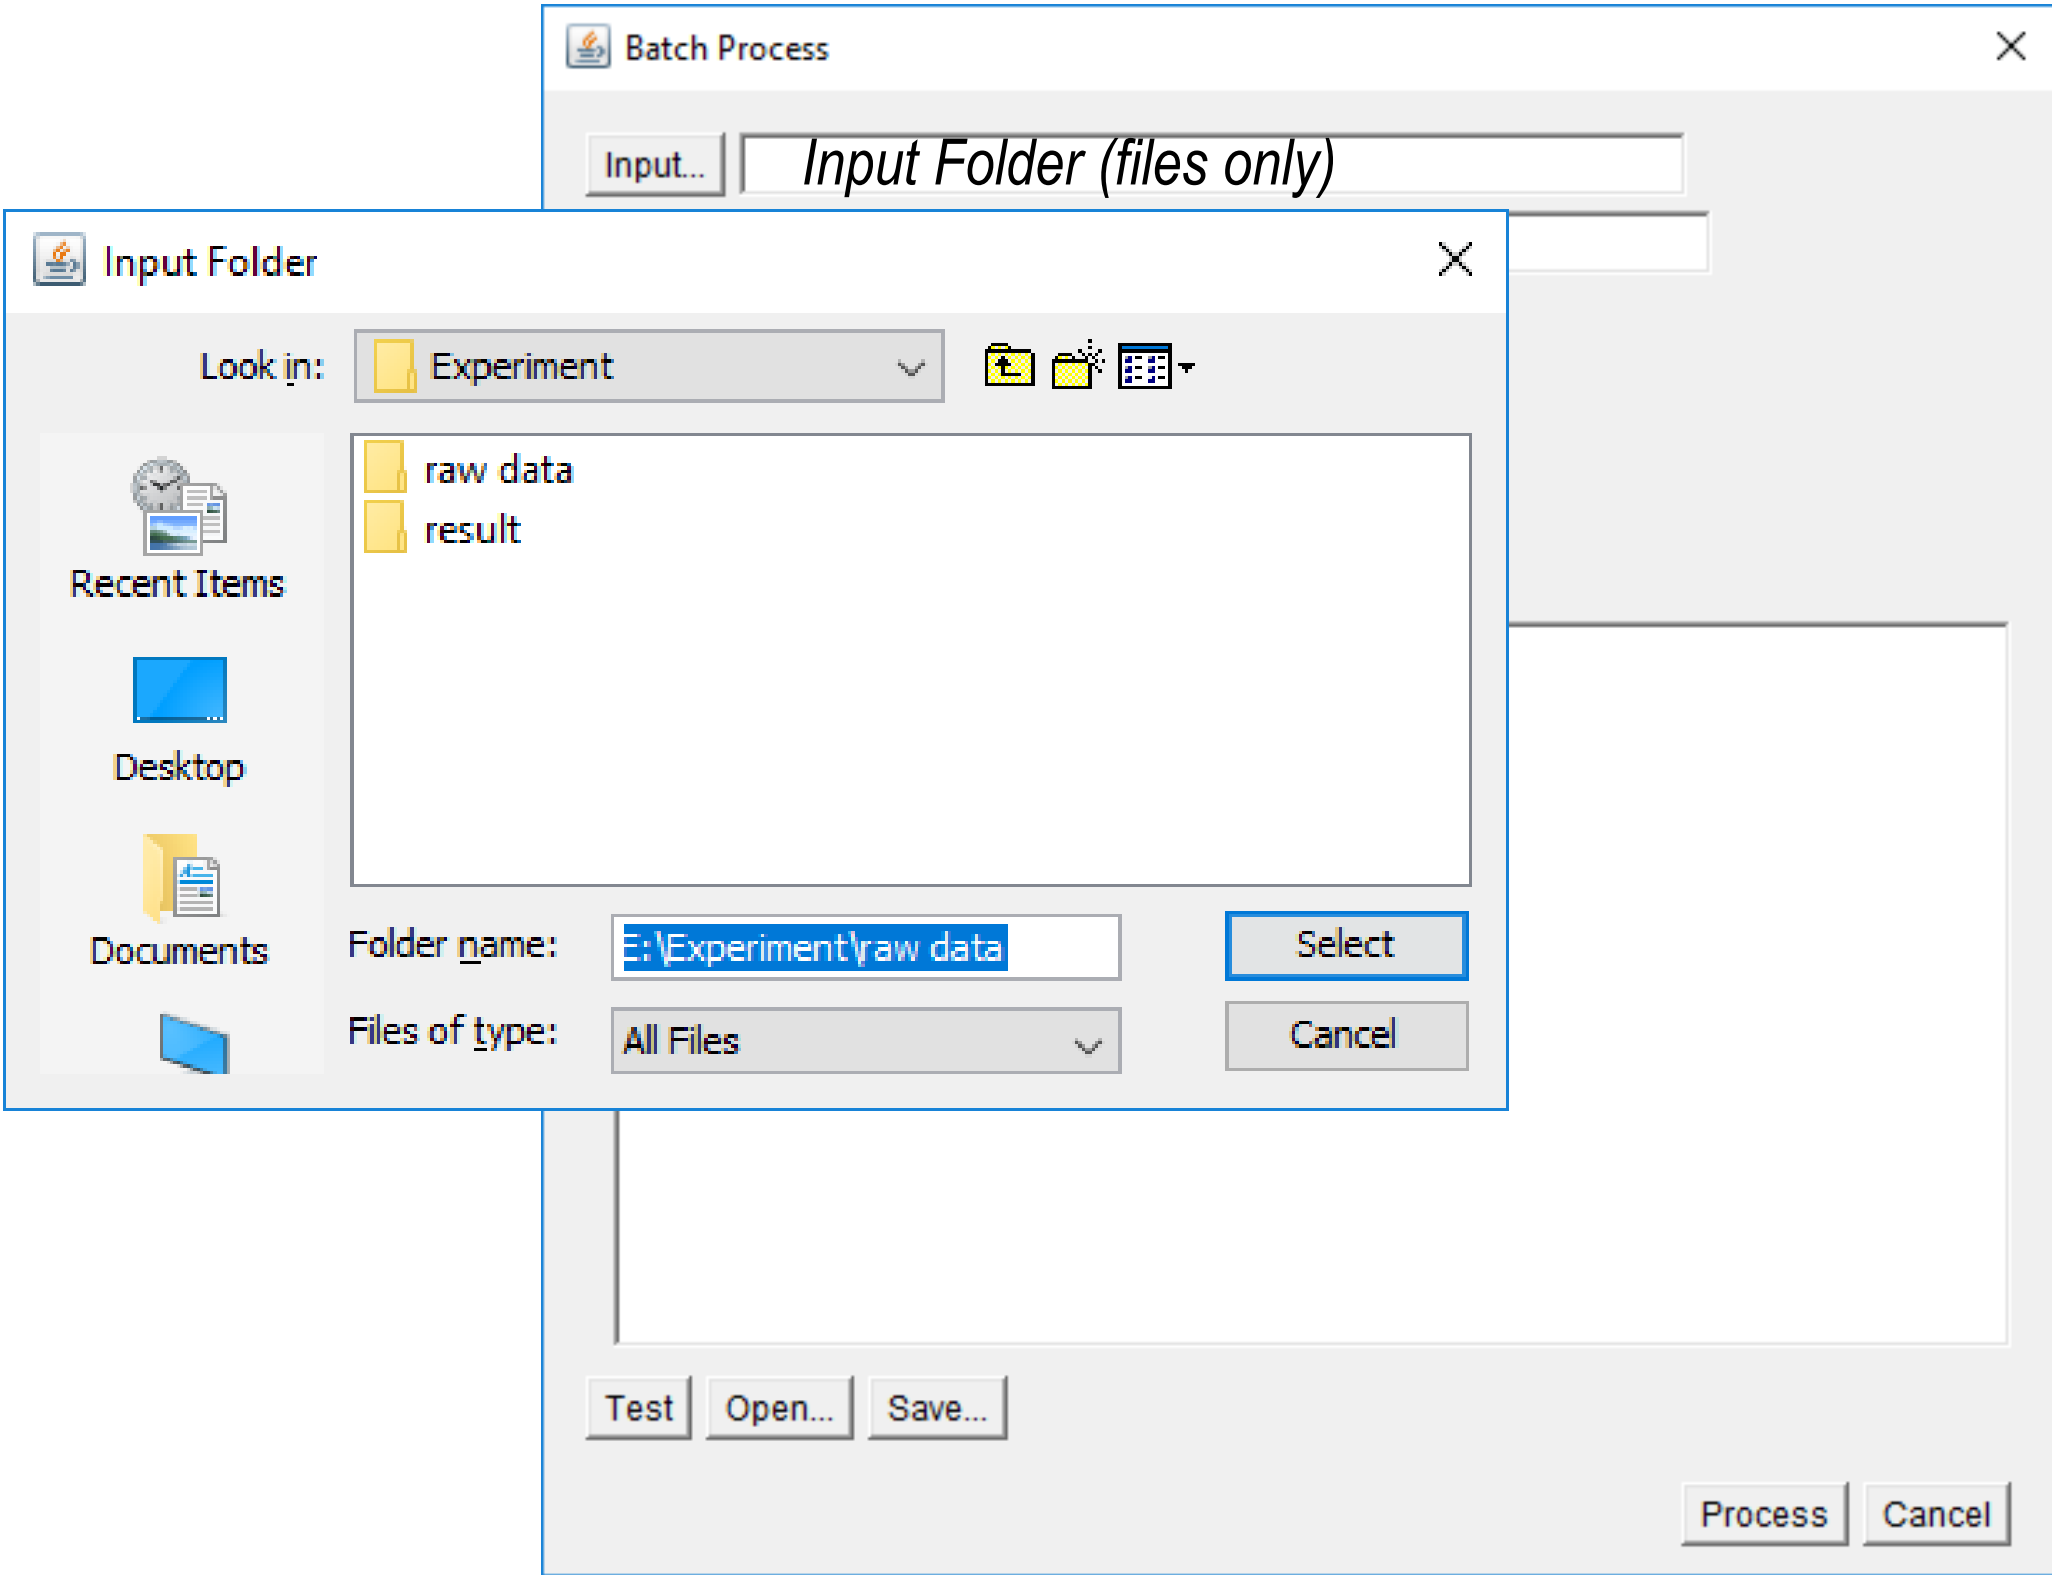 Batch Process
Input...
Input Folder (files only)
Input Folder
Look in:
Experiment
raw data
result
Recent Items
Desktop
Documents
Folder name:
E:\Experiment\raw data
Select
Files of type:
All Files
Cancel
Test
Open...
Save...
Process
Cancel